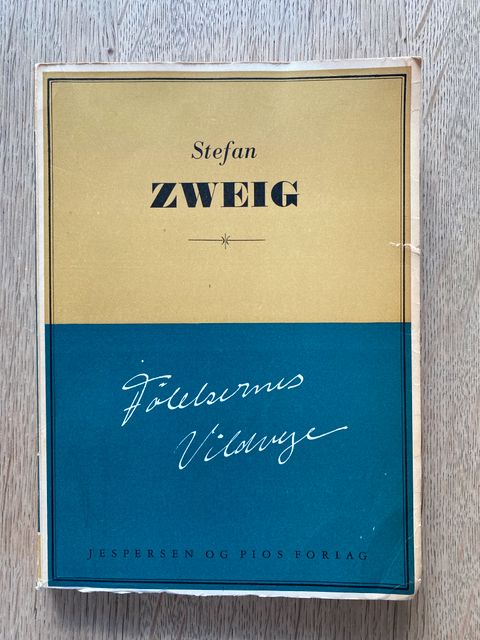 Stefan
ZWEIG
Følelsernes
Vildveje
JESPERSEN OG PIOS FORLAG